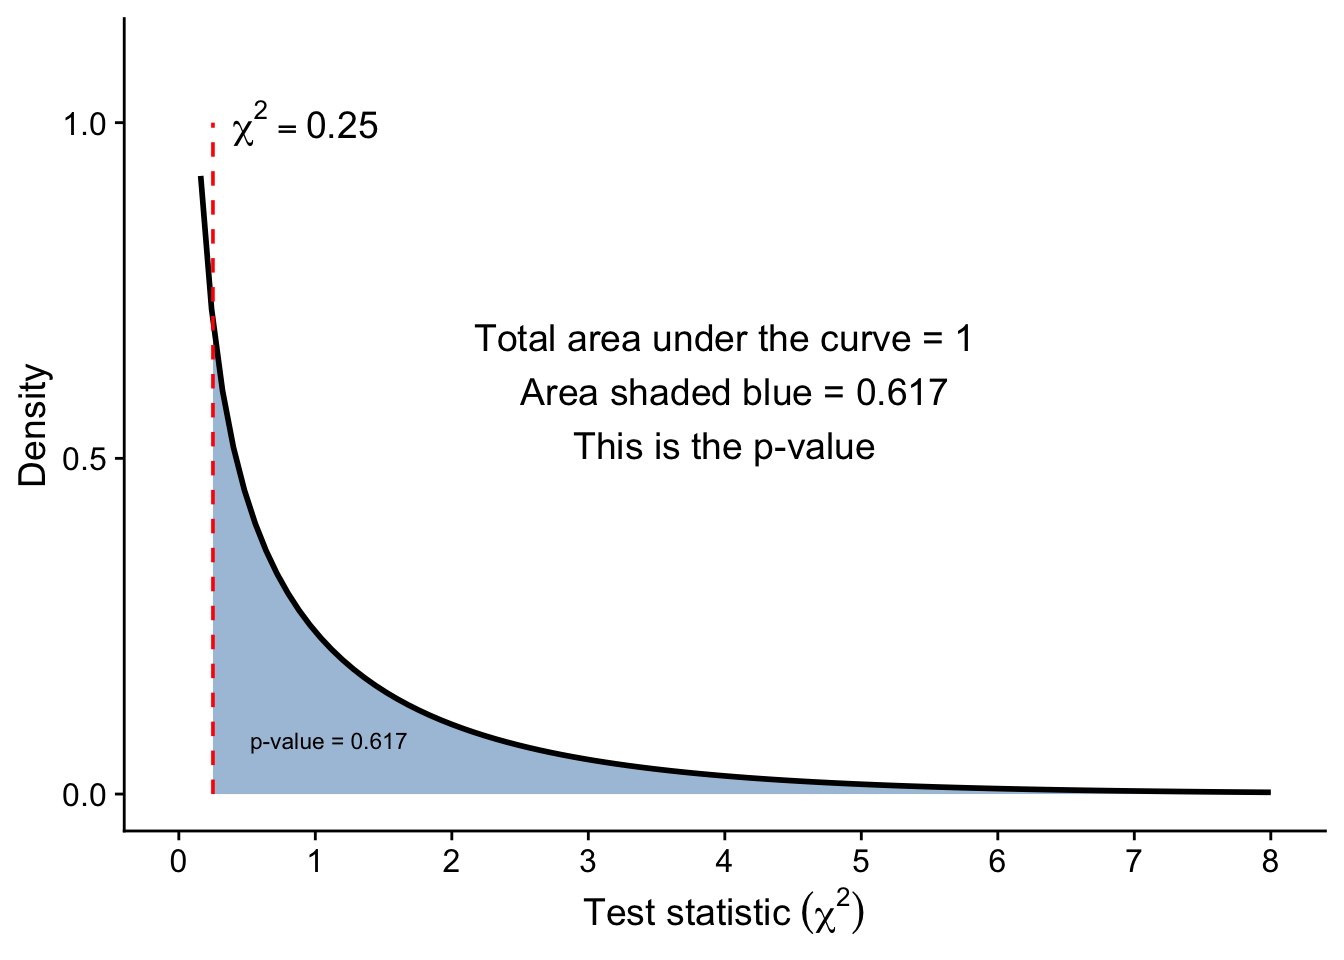 1.0
χ² = 0.25
Total area under the curve = 1
Area shaded blue = 0.617
This is the p-value
Density
0.5
p-value = 0.617
0.0
0 1 2 3 4 5 6 7 8
Test statistic (χ²)